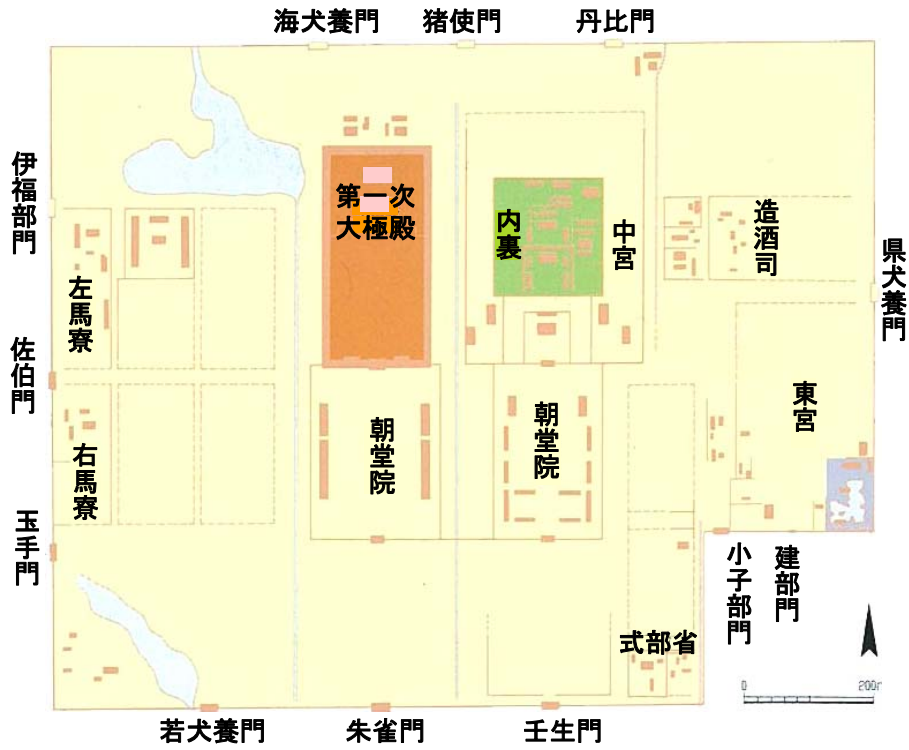 海犬養門
猪使門
丹比門
伊福部門
第一次
大極殿
内裏
中宮
造酒司
県犬養門
左馬寮
佐伯門
東宮
朝堂院
朝堂院
右馬寮
玉手門
小子部門
建部門
式部省
0
200
若犬養門
朱雀門
壬生門